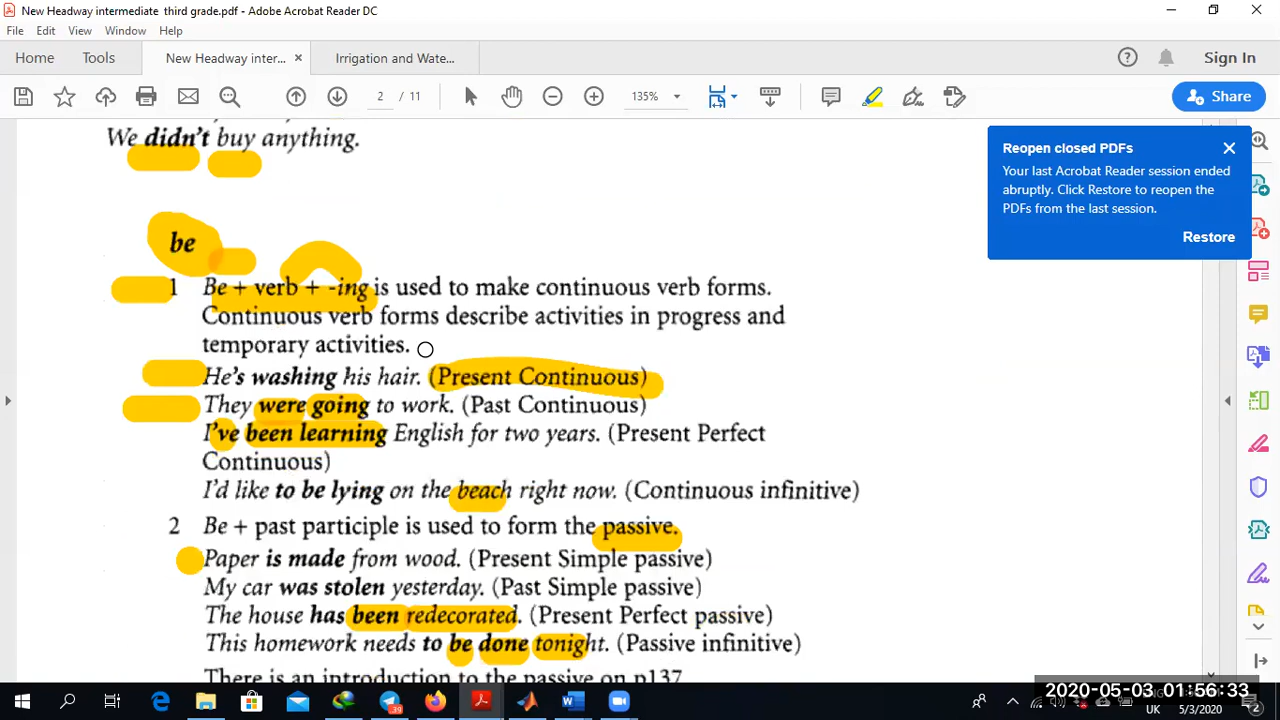 New Headway intermediate third grade.pdf - Adobe Acrobat Reader DC
File Edit View Window Help
Home Tools New Headway inter... × Irrigation and Wate... Sign In
2 / 11 135% Share
We didn't buy anything.
Reopen closed PDFs
Your last Acrobat Reader session ended
abruptly. Click Restore to reopen the
PDFs from the last session.
Restore
be
1 Be + verb + -ing is used to make continuous verb forms.
Continuous verb forms describe activities in progress and
temporary activities.
He's washing his hair. (Present Continuous)
They were going to work. (Past Continuous)
I've been learning English for two years. (Present Perfect
Continuous)
I'd like to be lying on the beach right now. (Continuous infinitive)
2 Be + past participle is used to form the passive.
Paper is made from wood. (Present Simple passive)
My car was stolen yesterday. (Past Simple passive)
The house has been redecorated. (Present Perfect passive)
This homework needs to be done tonight. (Passive infinitive)
There is an introduction to the passive on p137
39
2020-05-03 01:56:33
UK 5/3/2020 2